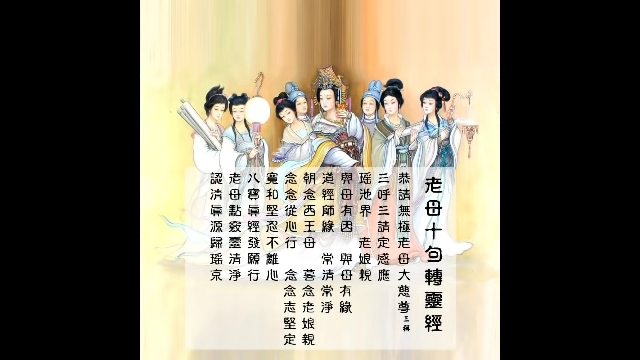 老母十句轉靈經
恭請無極老母大慈尊三稱
三呼三請定感應
瑤池界 老娘親
與母有因 與母有緣
道經師緣 常清常淨
朝念西王母 暮念老娘親
念念從心行 念念志堅定
寬和堅忍不離心
八寶真經發願行
老母點竅靈清淨
認清真源歸瑤京